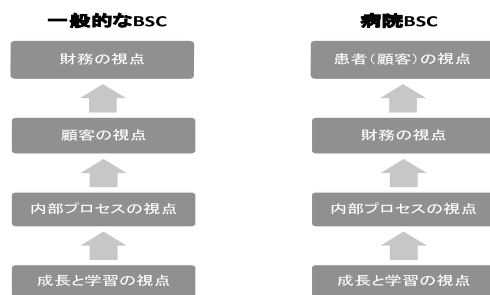 一般的なBSC
財務の視点
顧客の視点
内部プロセスの視点
成長と学習の視点
病院BSC
患者（顧客）の視点
財務の視点
内部プロセスの視点
成長と学習の視点